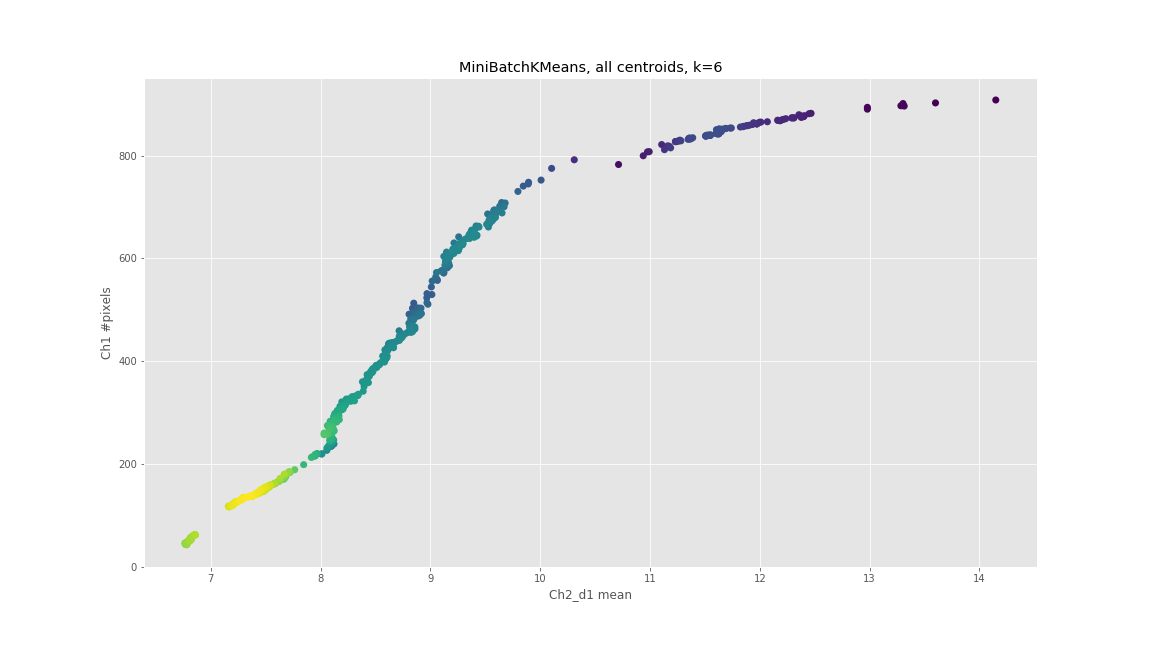 MiniBatchKMeans, all centroids, k=6
800
600
400
200
0
Ch1 #pixels
7 8 9 10 11 12 13 14
Ch2_d1 mean